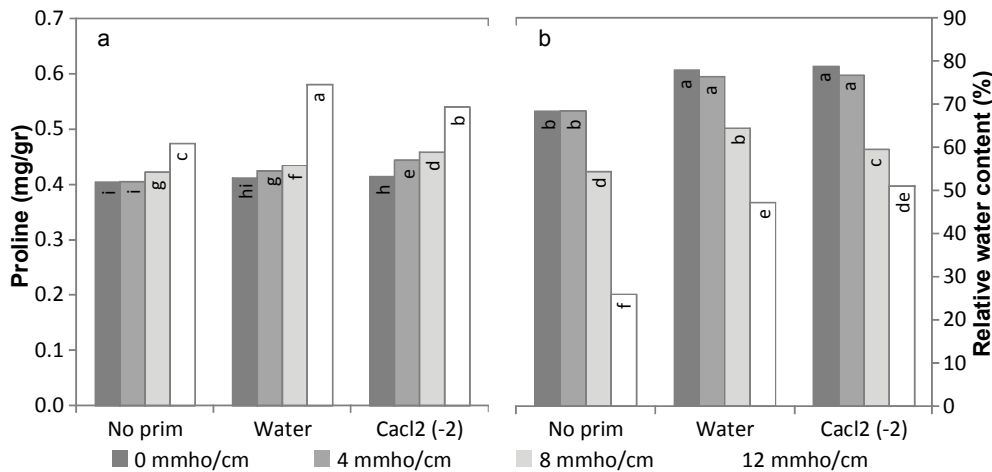 Proline (mg/gr)
0.7
0.6
0.5
0.4
0.3
0.2
0.1
0.0
a
i i g c
hi g f a
h e d b
No prim Water Cacl2 (-2)
b
b b d f
a a b e
a a c de
No prim Water Cacl2 (-2)
90
80
70
60
50
40
30
20
10
0
Relative water content (%)
0 mmho/cm 4 mmho/cm 8 mmho/cm 12 mmho/cm